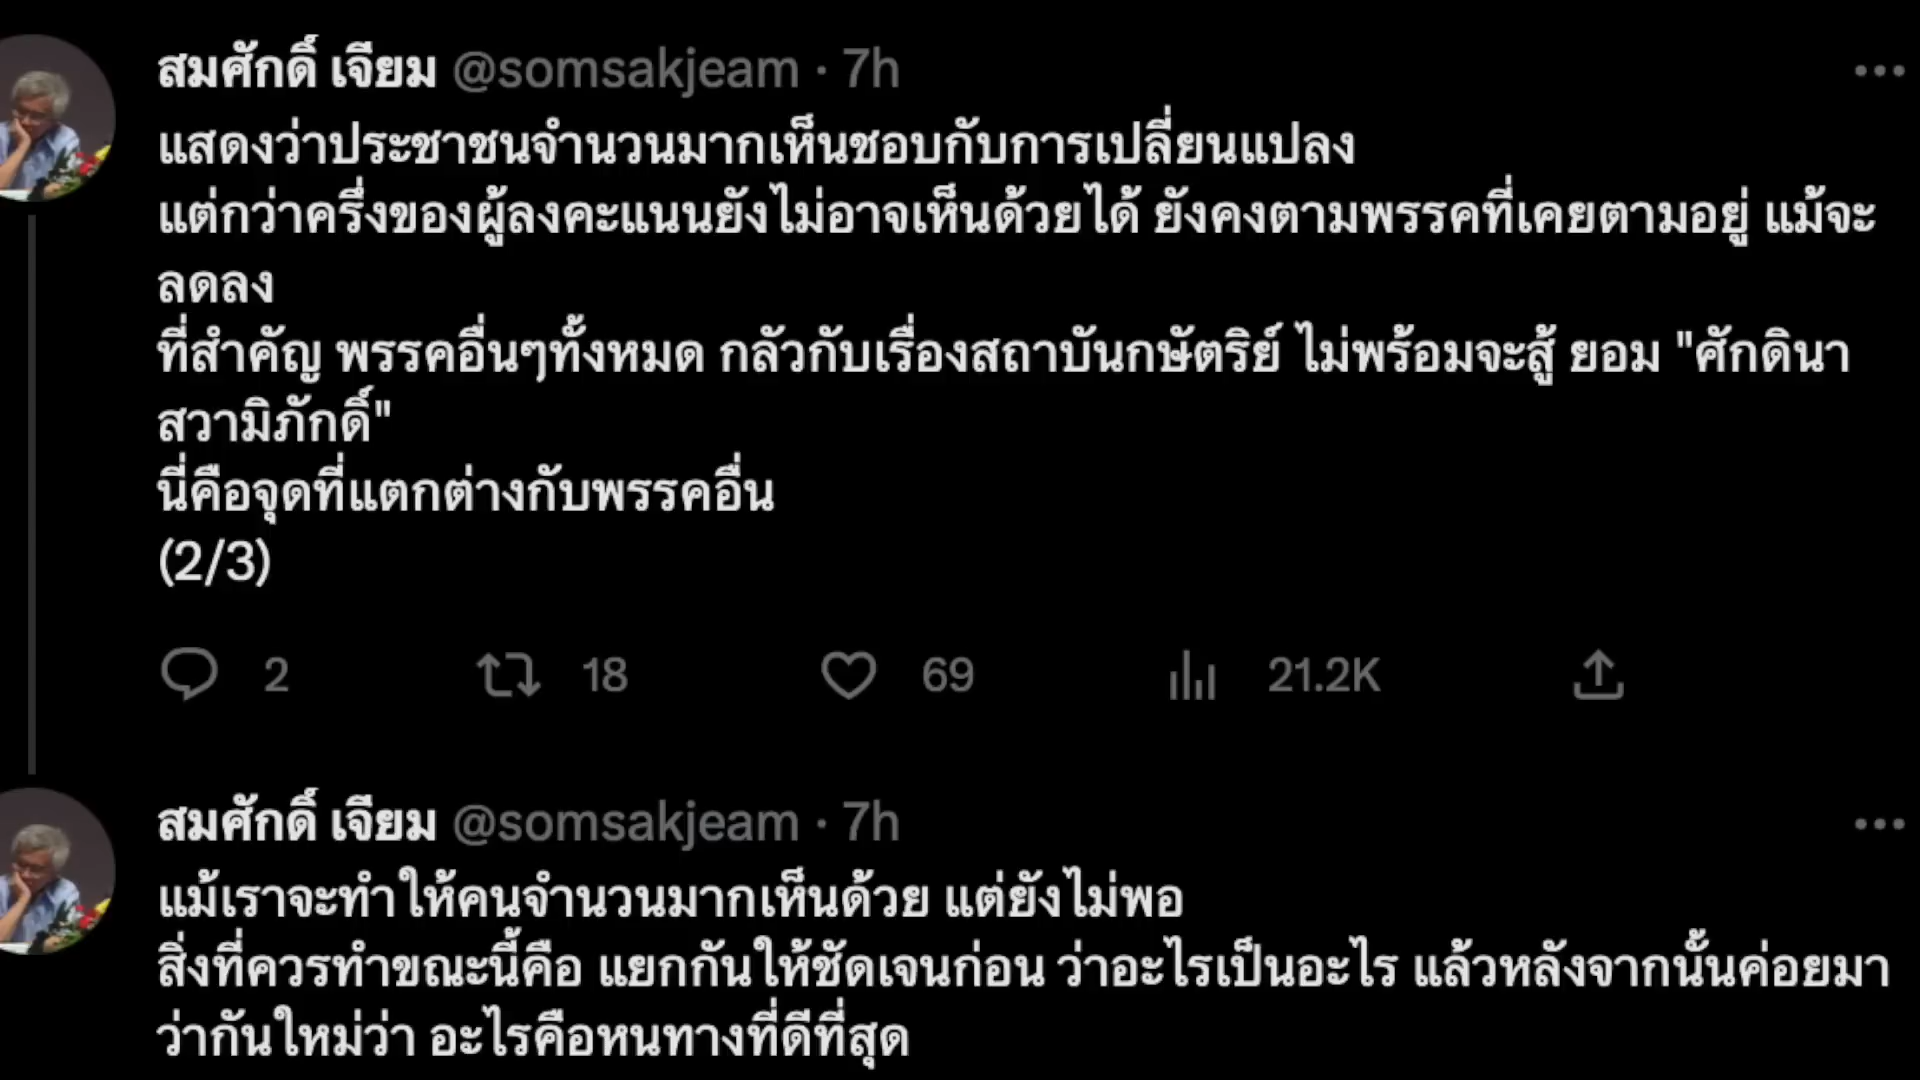 สมศักดิ์ เจียม @somsakjeam · 7h
แสดงว่าประชาชนจำนวนมากเห็นชอบกับการเปลี่ยนแปลง
แต่กว่าครึ่งของผู้ลงคะแนนยังไม่อาจเห็นด้วยได้ ยังคงตามพรรคที่เคยตามอยู่ แม้จะ
ลดลง
ที่สำคัญ พรรคอื่นๆทั้งหมด กลัวกับเรื่องสถาบันกษัตริย์ ไม่พร้อมจะสู้ ยอม "ศักดินา
สวามิภักดิ์"
นี่คือจุดที่แตกต่างกับพรรคอื่น
(2/3)
2 18 69 21.2K
สมศักดิ์ เจียม @somsakjeam · 7h
แม้เราจะทำให้คนจำนวนมากเห็นด้วย แต่ยังไม่พอ
สิ่งที่ควรทำขณะนี้คือ แยกกันให้ชัดเจนก่อน ว่าอะไรเป็นอะไร แล้วหลังจากนั้นค่อยมา
ว่ากันใหม่ว่า อะไรคือหนทางที่ดีที่สุด